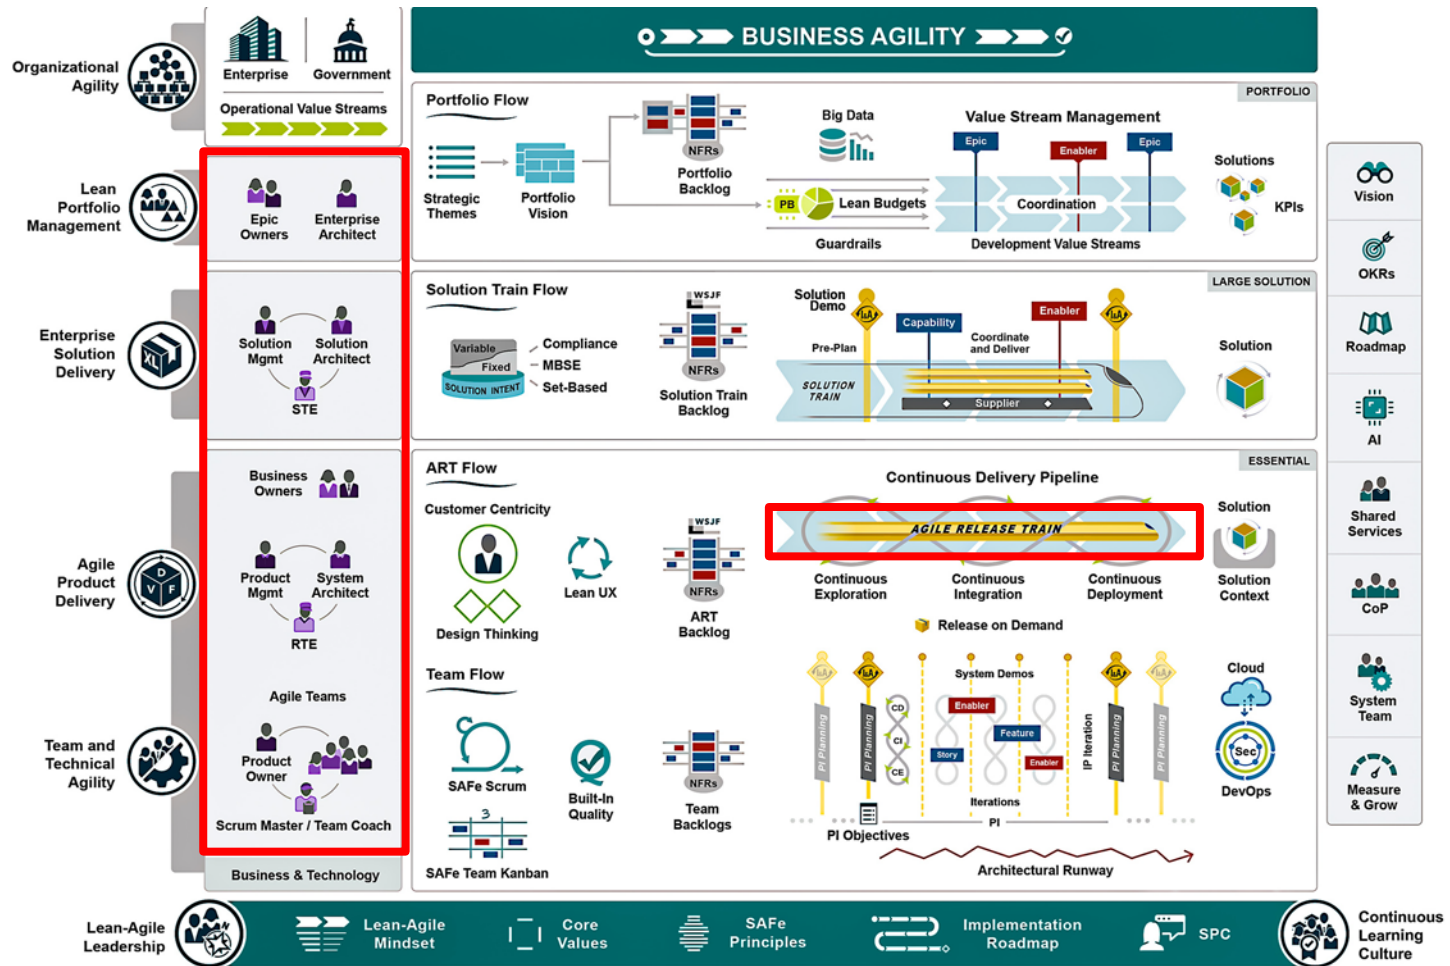 BUSINESS AGILITY
Organizational
Agility
Enterprise
Government
Operational Value Streams
Lean
Portfolio
Management
Epic
Owners
Enterprise
Architect
Enterprise
Solution
Delivery
XL
Solution
Mgmt
Solution
Architect
STE
Agile
Product
Delivery
D
V
F
Business
Owners
Product
Mgmt
System
Architect
RTE
Team and
Technical
Agility
Agile Teams
Product
Owner
Scrum Master / Team Coach
Business & Technology
PORTFOLIO
Portfolio Flow
Strategic
Themes
Portfolio
Vision
NFRs
Portfolio
Backlog
Big Data
PB
Lean Budgets
Guardrails
Value Stream Management
Epic
Enabler
Epic
Coordination
Development Value Streams
Solutions
KPIs
LARGE SOLUTION
Solution Train Flow
Variable
Fixed
SOLUTION INTENT
Compliance
MBSE
Set-Based
WSJF
NFRs
Solution Train
Backlog
Solution
Demo
I&A
Pre-Plan
Capability
Enabler
Coordinate
and Deliver
I&A
SOLUTION
TRAIN
Supplier
Solution
ESSENTIAL
ART Flow
Customer Centricity
Lean UX
Design Thinking
WSJF
NFRs
ART
Backlog
Continuous Delivery Pipeline
AGILE RELEASE TRAIN
Continuous
Exploration
Continuous
Integration
Continuous
Deployment
Release on Demand
Solution
Solution
Context
Team Flow
SAFe Scrum
Built-In
Quality
3
SAFe Team Kanban
NFRs
Team
Backlogs
I&A
I&A
System Demos
I&A
I&A
PI Planning
PI Planning
CD
CI
CE
Enabler
Story
Feature
Enabler
IP Iteration
PI Planning
PI Planning
Iterations
PI
PI Objectives
Architectural Runway
Cloud
Sec
DevOps
Vision
OKRs
Roadmap
AI
Shared
Services
CoP
System
Team
Measure
& Grow
Lean-Agile
Leadership
Lean-Agile
Mindset
Core
Values
SAFe
Principles
Implementation
Roadmap
SPC
Continuous
Learning
Culture